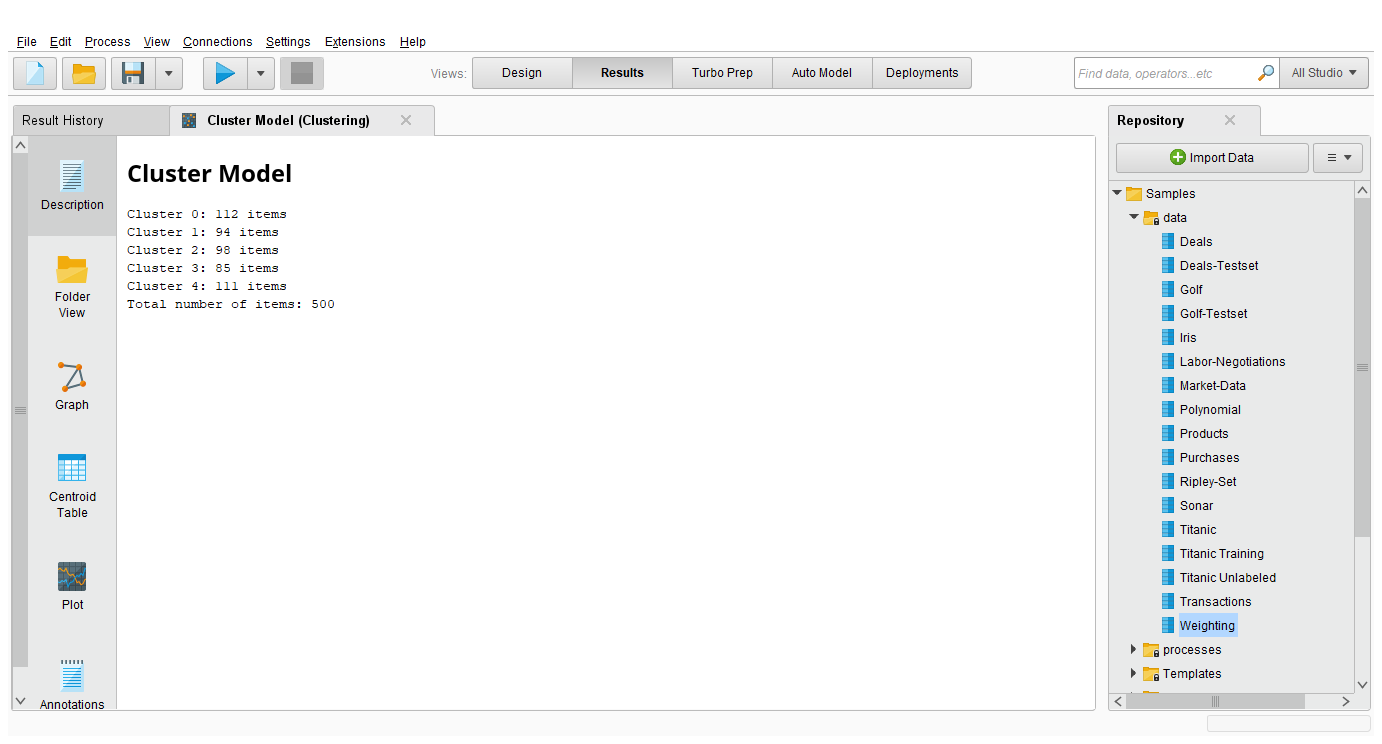 File Edit Process View Connections Settings Extensions Help
Views: Design Results Turbo Prep Auto Model Deployments
Find data, operators...etc
All Studio
Result History
Cluster Model (Clustering)
Description
Folder
View
Graph
Centroid
Table
Plot
Annotations
Cluster Model
Cluster 0: 112 items
Cluster 1: 94 items
Cluster 2: 98 items
Cluster 3: 85 items
Cluster 4: 111 items
Total number of items: 500
Repository
Import Data
Samples
data
Deals
Deals-Testset
Golf
Golf-Testset
Iris
Labor-Negotiations
Market-Data
Polynomial
Products
Purchases
Ripley-Set
Sonar
Titanic
Titanic Training
Titanic Unlabeled
Transactions
Weighting
processes
Templates